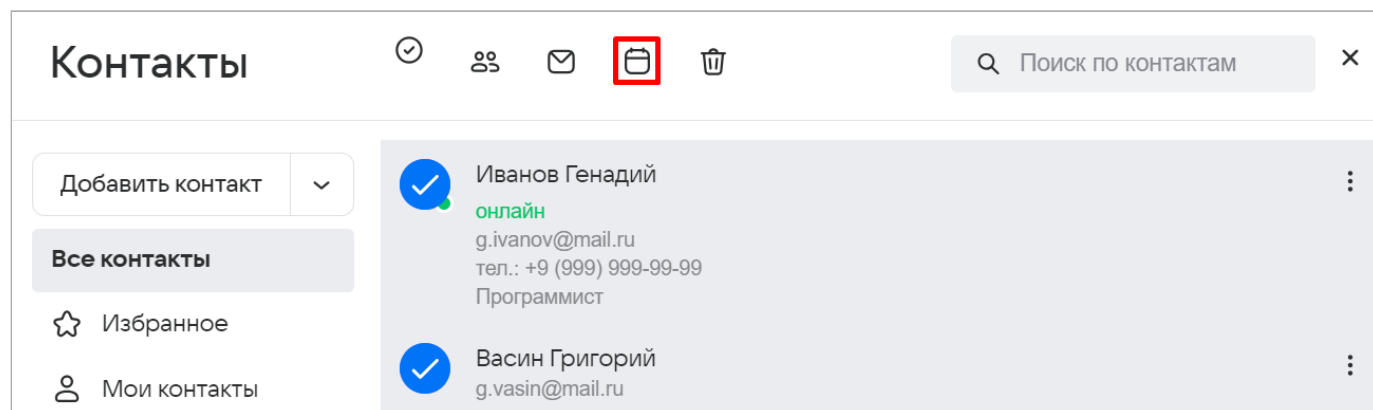 Контакты
Поиск по контактам
Добавить контакт
Все контакты
Избранное
Мои контакты
Иванов Генадий
онлайн
g.ivanov@mail.ru
тел.: +9 (999) 999-99-99
Программист
Васин Григорий
g.vasin@mail.ru